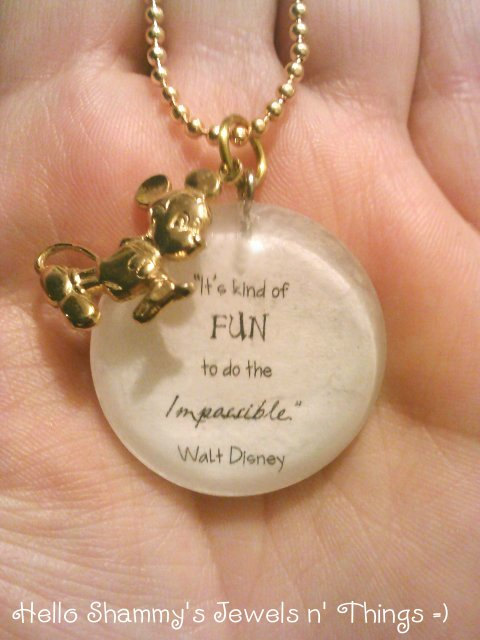 "It's kind of
FUN
to do the
Impossible."
Walt Disney
Hello Shammy's Jewels n' Things =)